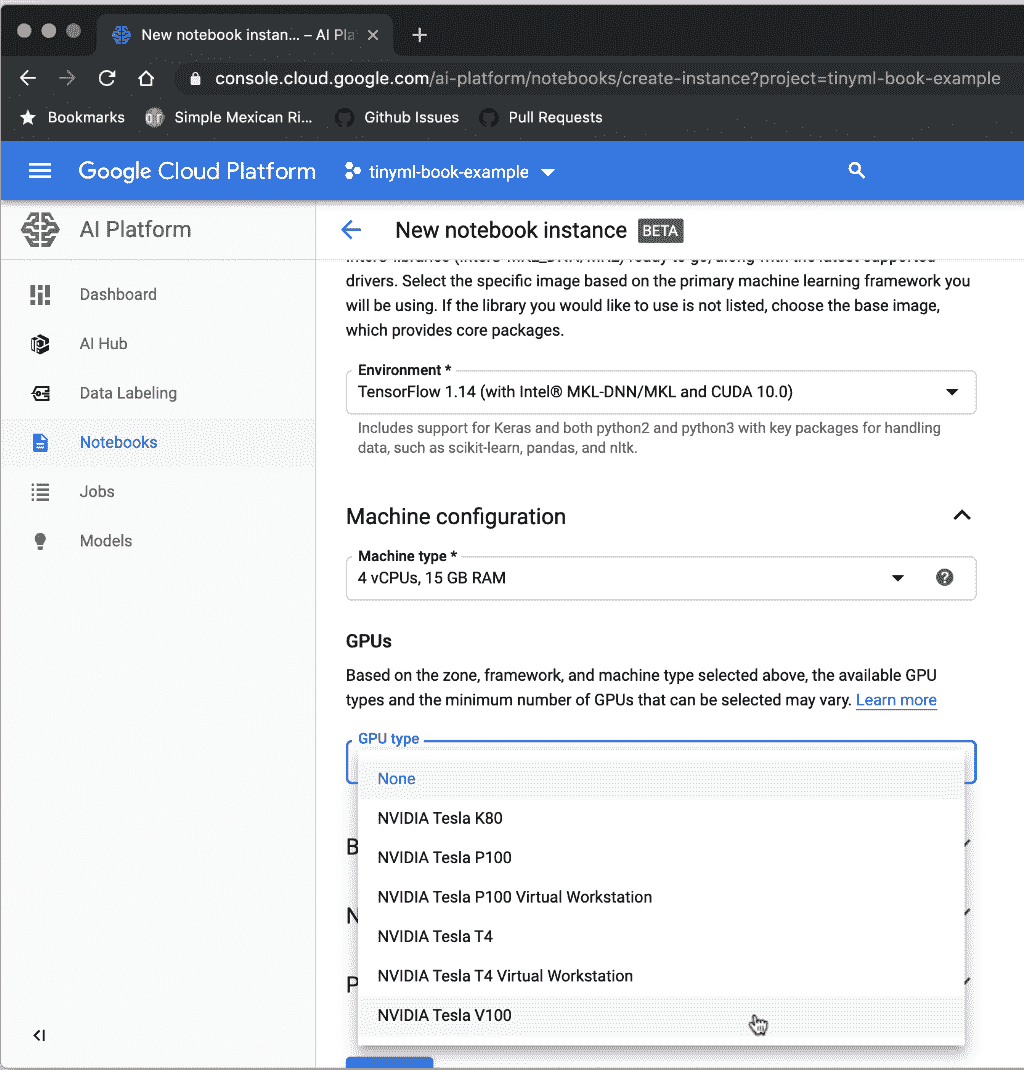 New notebook instan... – AI Pla
console.cloud.google.com/ai-platform/notebooks/create-instance?project=tinyml-book-example
Bookmarks
Simple Mexican Ri...
Github Issues
Pull Requests
Google Cloud Platform
tinyml-book-example
AI Platform
Dashboard
AI Hub
Data Labeling
Notebooks
Jobs
Models
New notebook instance BETA
drivers. Select the specific image based on the primary machine learning framework you
will be using. If the library you would like to use is not listed, choose the base image,
which provides core packages.
Environment *
TensorFlow 1.14 (with Intel® MKL-DNN/MKL and CUDA 10.0)
Includes support for Keras and both python2 and python3 with key packages for handling
data, such as scikit-learn, pandas, and nltk.
Machine configuration
Machine type *
4 vCPUs, 15 GB RAM
GPUs
Based on the zone, framework, and machine type selected above, the available GPU
types and the minimum number of GPUs that can be selected may vary. Learn more
GPU type
None
NVIDIA Tesla K80
NVIDIA Tesla P100
NVIDIA Tesla P100 Virtual Workstation
NVIDIA Tesla T4
NVIDIA Tesla T4 Virtual Workstation
NVIDIA Tesla V100